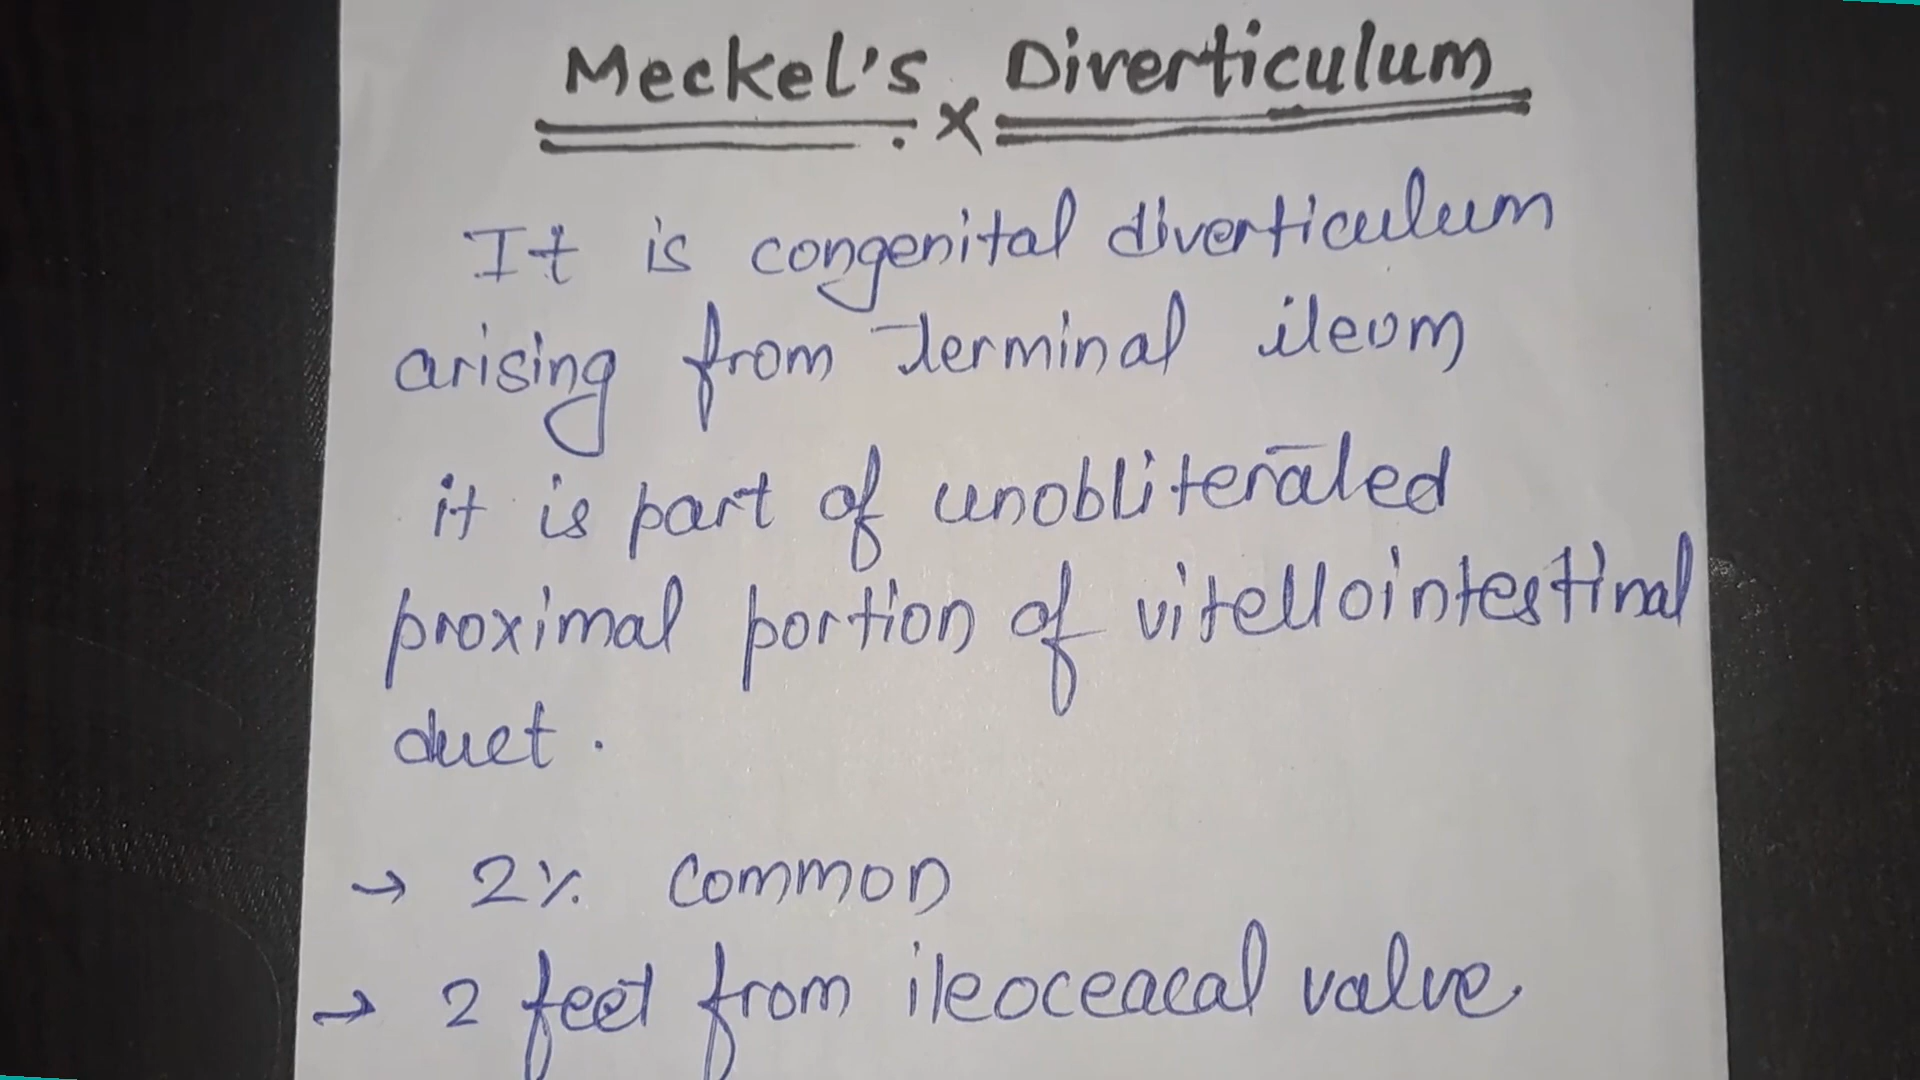 Meckel's Diverticulum
It is congenital diverticulum
arising from Terminal ileum
it is part of unobliterated
proximal portion of vitellointestinal
duct.
→ 2% common
→ 2 feet from ileoceacal valve